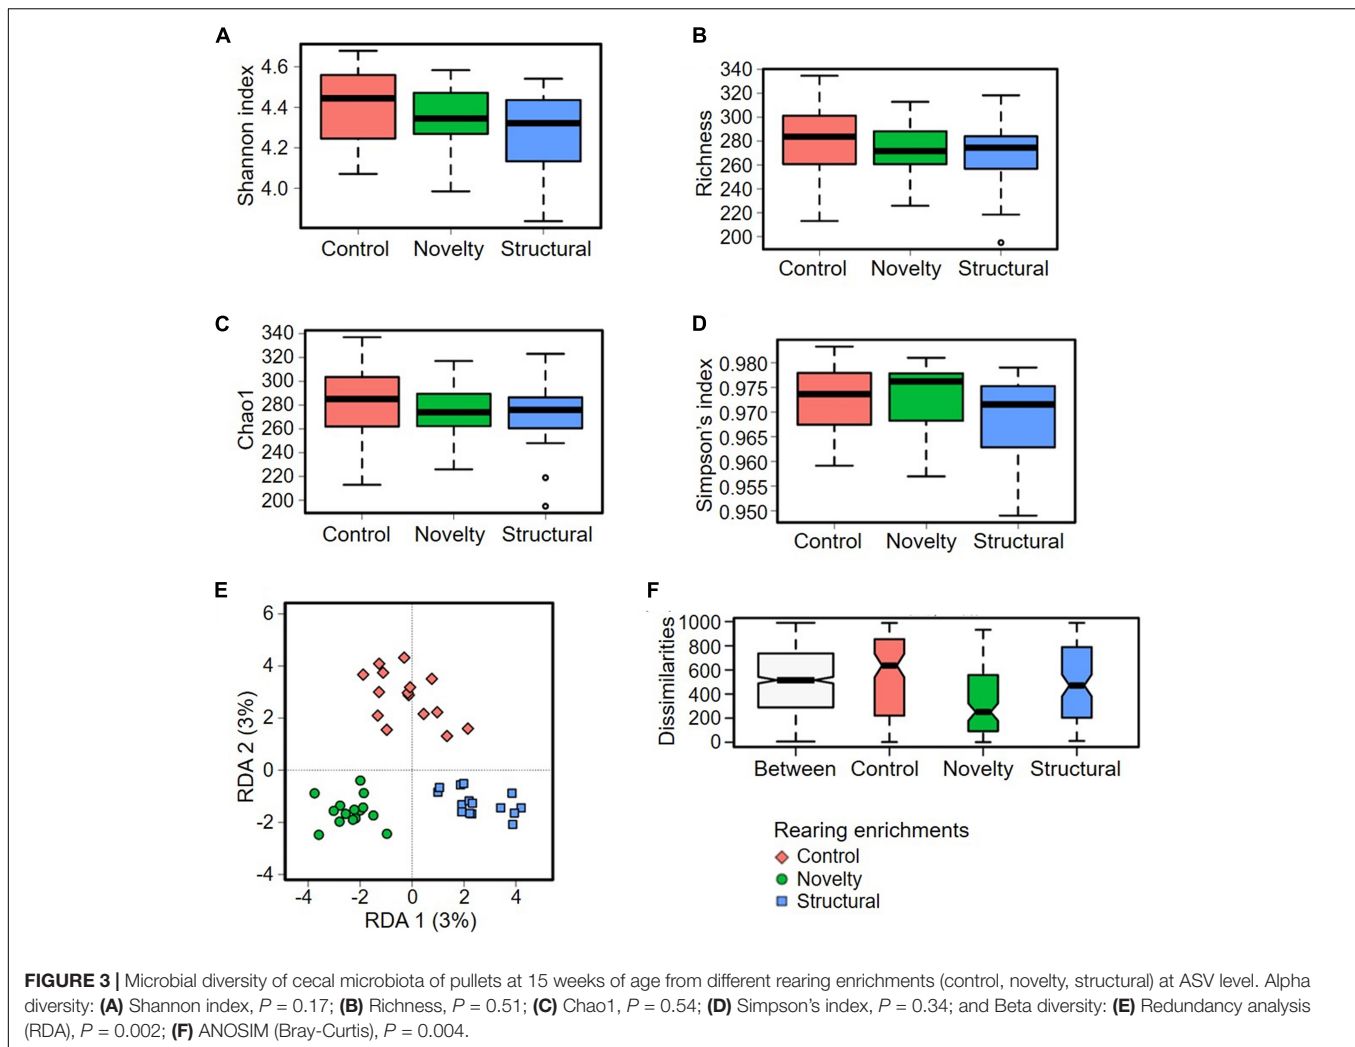 A
Shannon index
4.6
4.4
4.2
4.0
Control Novelty Structural
B
Richness
340
320
300
280
260
240
220
200
Control Novelty Structural
C
Chao1
340
320
300
280
260
240
220
200
Control Novelty Structural
D
Simpson's index
0.980
0.975
0.970
0.965
0.960
0.955
0.950
Control Novelty Structural
E
RDA 2 (3%)
6
4
2
0
-2
-4
-4 -2 0 2 4
RDA 1 (3%)
F
Dissimilarities
1000
800
600
400
200
0
Between Control Novelty Structural
Rearing enrichments
Control
Novelty
Structural
FIGURE 3 | Microbial diversity of cecal microbiota of pullets at 15 weeks of age from different rearing enrichments (control, novelty, structural) at ASV level. Alpha
diversity: (A) Shannon index, P = 0.17; (B) Richness, P = 0.51; (C) Chao1, P = 0.54; (D) Simpson's index, P = 0.34; and Beta diversity: (E) Redundancy analysis
(RDA), P = 0.002; (F) ANOSIM (Bray-Curtis), P = 0.004.